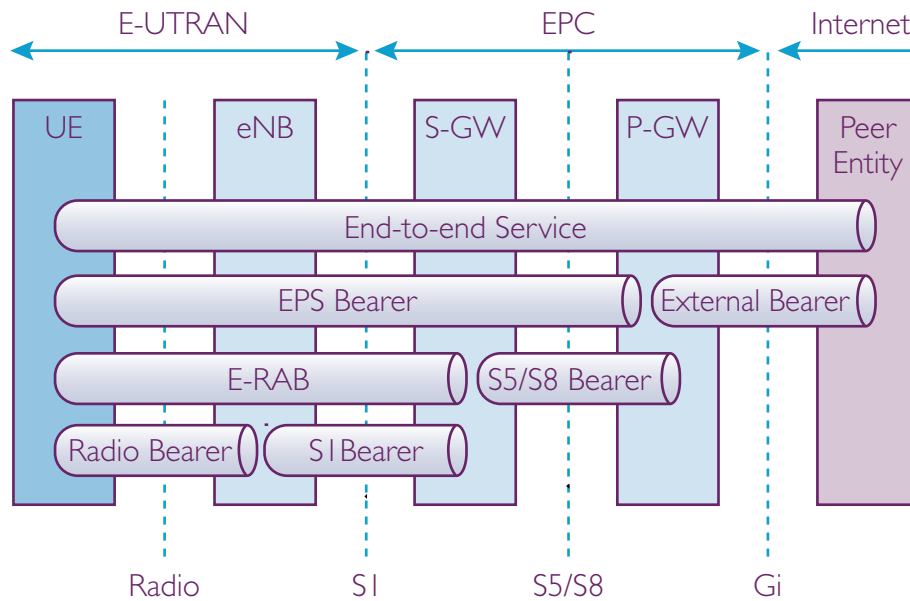 E-UTRAN EPC Internet
UE eNB S-GW P-GW Peer
Entity
End-to-end Service
EPS Bearer External Bearer
E-RAB S5/S8 Bearer
Radio Bearer S1Bearer
Radio S1 S5/S8 Gi